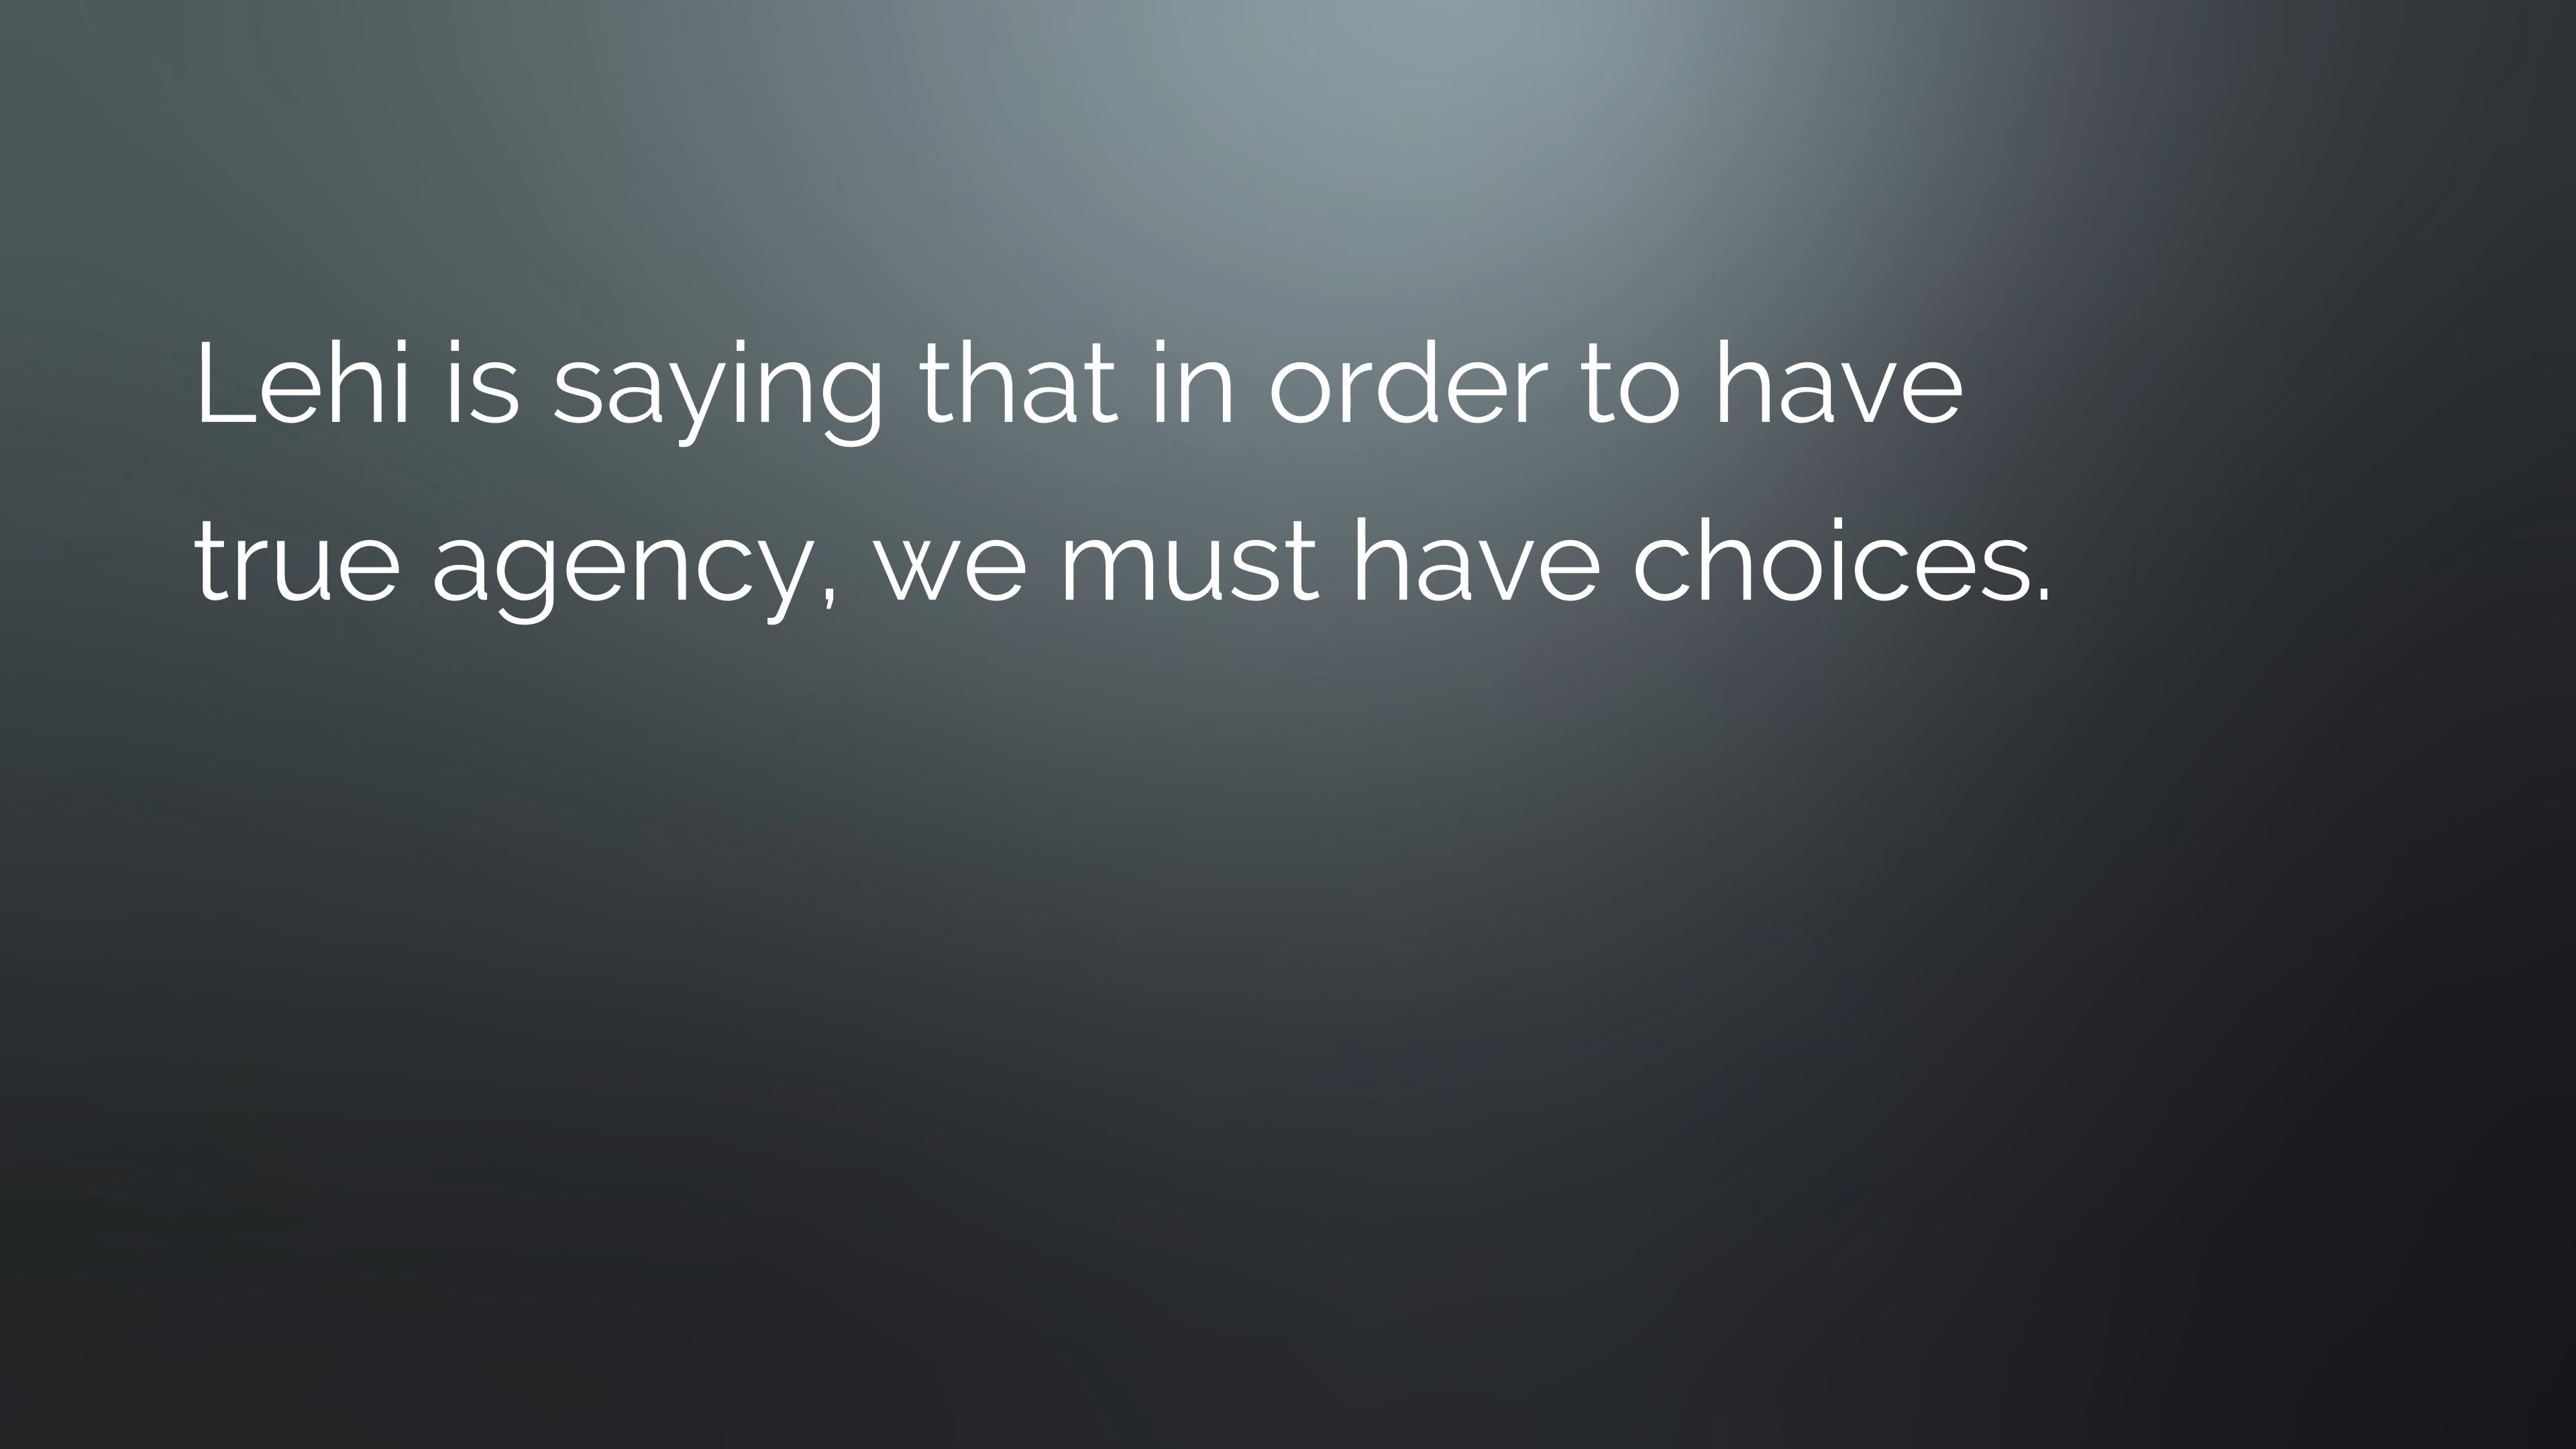 Lehi is saying that in order to have
true agency, we must have choices.